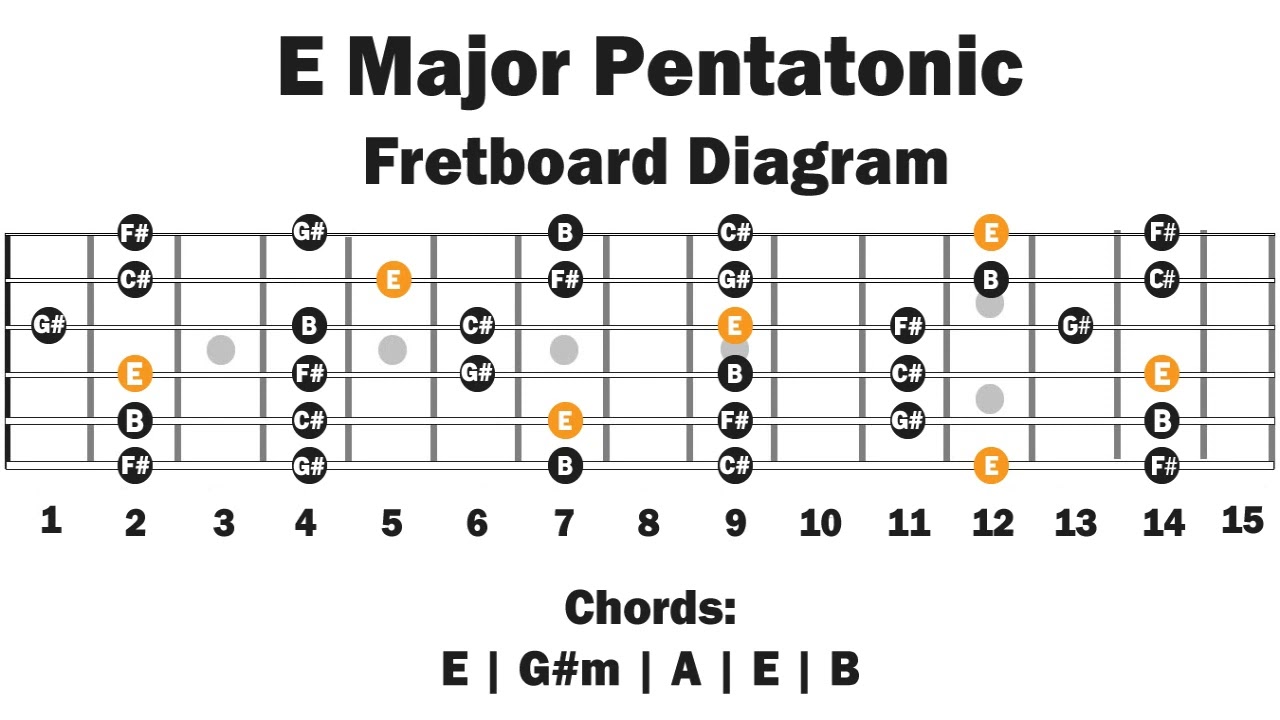 E Major Pentatonic
Fretboard Diagram
F# G# B C# E F#
C# E F# G# B C#
G# B C# E F# G#
E F# G# B C# E
B C# E F# G# B
F# G# B C# E F#
1 2 3 4 5 6 7 8 9 10 11 12 13 14 15
Chords:
E | G#m | A | E | B